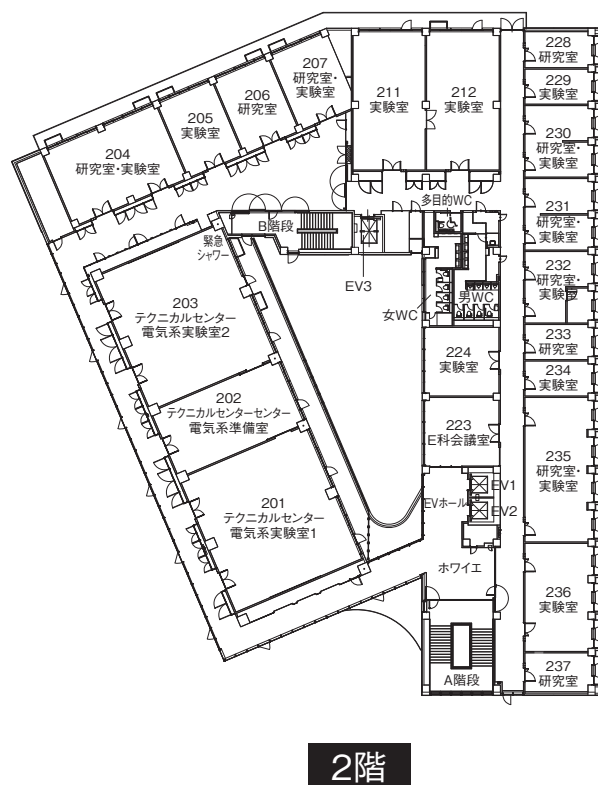 228
研究室
229
実験室
230
研究室・
実験室
231
研究室・
実験室
232
研究室・
実験室
233
研究室
234
実験室
235
研究室・
実験室
236
実験室
237
研究室
207
研究室・
実験室
206
研究室
205
実験室
204
研究室・実験室
211
実験室
212
実験室
多目的WC
B階段
緊急
シャワー
EV3
女WC
男WC
203
テクニカルセンター
電気系実験室2
202
テクニカルセンターセンター
電気系準備室
201
テクニカルセンター
電気系実験室1
224
実験室
223
E科会議室
EV1
EVホール
EV2
ホワイエ
A階段
2階